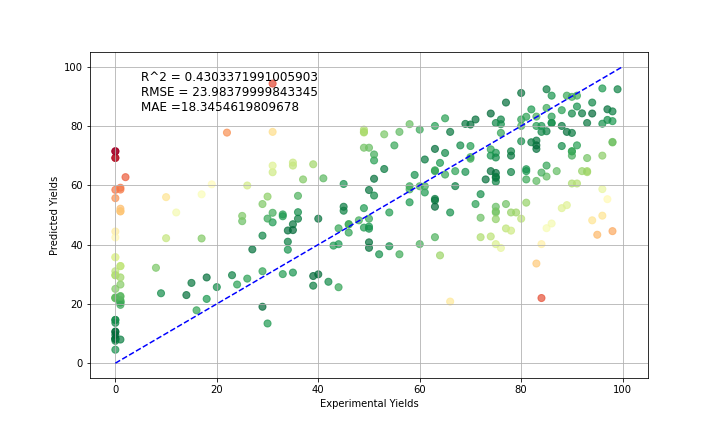 R^2 = 0.4303371991005903
RMSE = 23.98379999843345
MAE =18.3454619809678
100
80
60
40
20
0
Predicted Yields
0 20 40 60 80 100
Experimental Yields